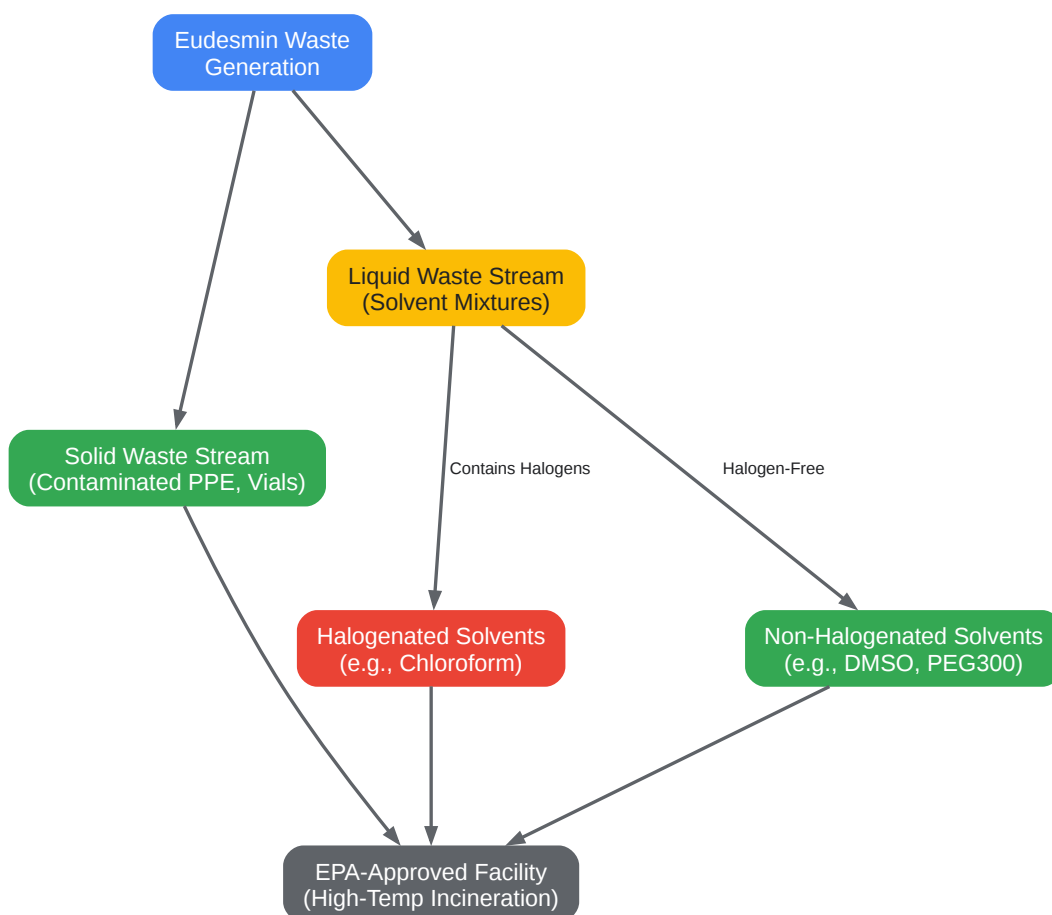 Eudesmin Waste
Generation
Liquid Waste Stream
(Solvent Mixtures)
Solid Waste Stream
(Contaminated PPE, Vials)
Contains Halogens
Halogen-Free
Halogenated Solvents
(e.g., Chloroform)
Non-Halogenated Solvents
(e.g., DMSO, PEG300)
EPA-Approved Facility
(High-Temp Incineration)